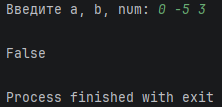 Введите a, b, num: 0 -5 3
False
Process finished with exit